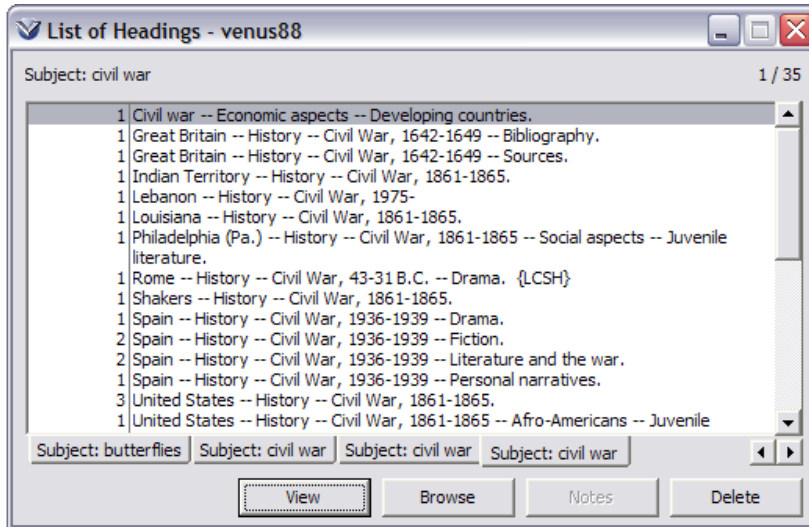 List of Headings - venus88
Subject: civil war 1 / 35
1 Civil war -- Economic aspects -- Developing countries.
1 Great Britain -- History -- Civil War, 1642-1649 -- Bibliography.
1 Great Britain -- History -- Civil War, 1642-1649 -- Sources.
1 Indian Territory -- History -- Civil War, 1861-1865.
1 Lebanon -- History -- Civil War, 1975-
1 Louisiana -- History -- Civil War, 1861-1865.
1 Philadelphia (Pa.) -- History -- Civil War, 1861-1865 -- Social aspects -- Juvenile
literature.
1 Rome -- History -- Civil War, 43-31 B.C. -- Drama. {LCSH}
1 Shakers -- History -- Civil War, 1861-1865.
1 Spain -- History -- Civil War, 1936-1939 -- Drama.
2 Spain -- History -- Civil War, 1936-1939 -- Fiction.
2 Spain -- History -- Civil War, 1936-1939 -- Literature and the war.
1 Spain -- History -- Civil War, 1936-1939 -- Personal narratives.
3 United States -- History -- Civil War, 1861-1865.
1 United States -- History -- Civil War, 1861-1865 -- Afro-Americans -- Juvenile
Subject: butterflies Subject: civil war Subject: civil war Subject: civil war
View Browse Notes Delete